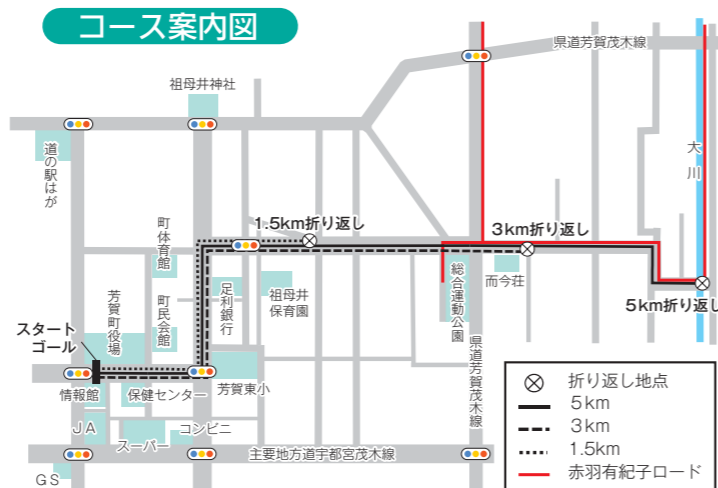 コース案内図
県道芳賀茂木線
祖母井神社
道の駅はが
大川
1.5km折り返し
3km折り返し
町体育館
総合運動公園
而今荘
足利銀行
祖母井
保育園
5km折り返し
芳賀町役場
町民会館
スタート
ゴール
県道芳賀茂木線
情報館
保健センター
芳賀東小
JA
スーパー
コンビニ
主要地方道宇都宮茂木線
GS
折り返し地点
5km
3km
1.5km
赤羽有紀子ロード